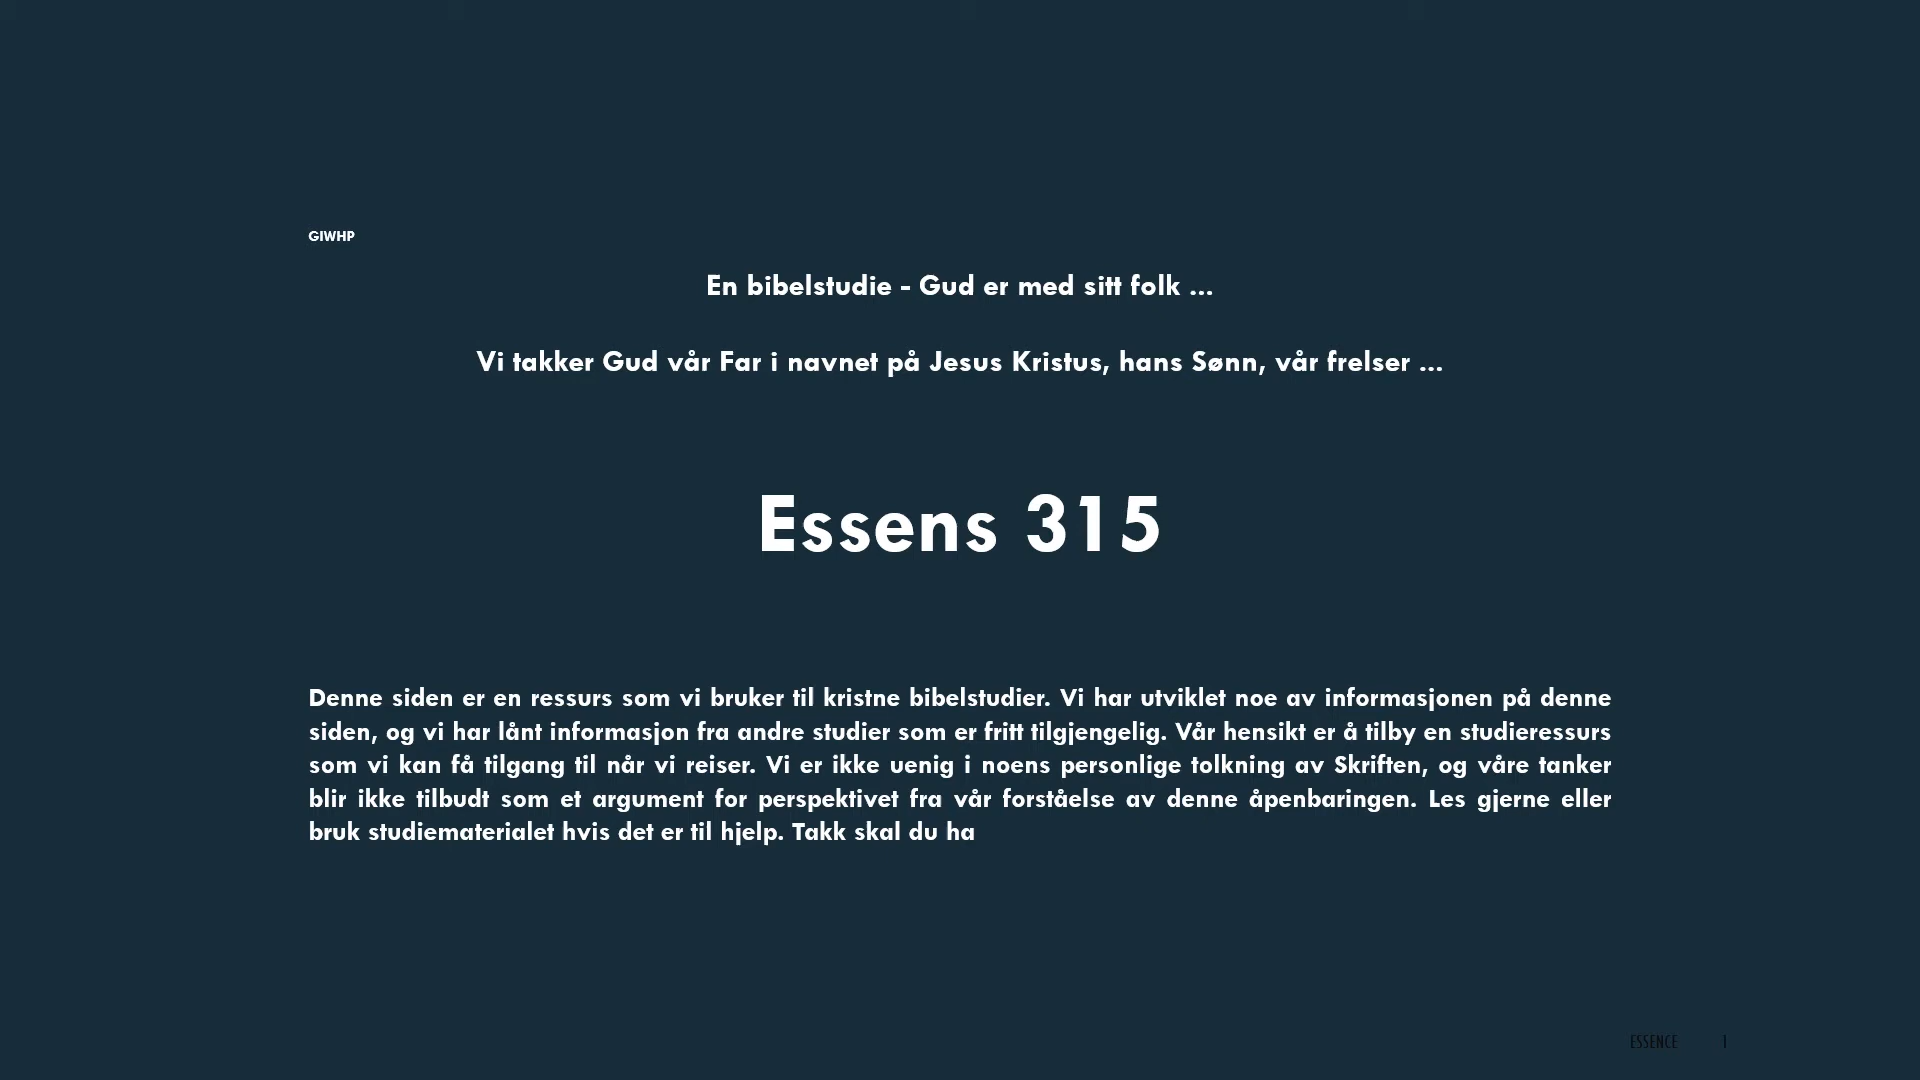 GIWHP
En bibelstudie - Gud er med sitt folk ...
Vi takker Gud vår Far i navnet på Jesus Kristus, hans Sønn, vår frelser ...
Essens 315
Denne siden er en ressurs som vi bruker til kristne bibelstudier. Vi har utviklet noe av informasjonen på denne
siden, og vi har lånt informasjon fra andre studier som er fritt tilgjengelig. Vår hensikt er å tilby en studieressurs
som vi kan få tilgang til når vi reiser. Vi er ikke uenig i noens personlige tolkning av Skriften, og våre tanker
blir ikke tilbudt som et argument for perspektivet fra vår forståelse av denne åpenbaringen. Les gjerne eller
bruk studiematerialet hvis det er til hjelp. Takk skal du ha
ESSENCE 1